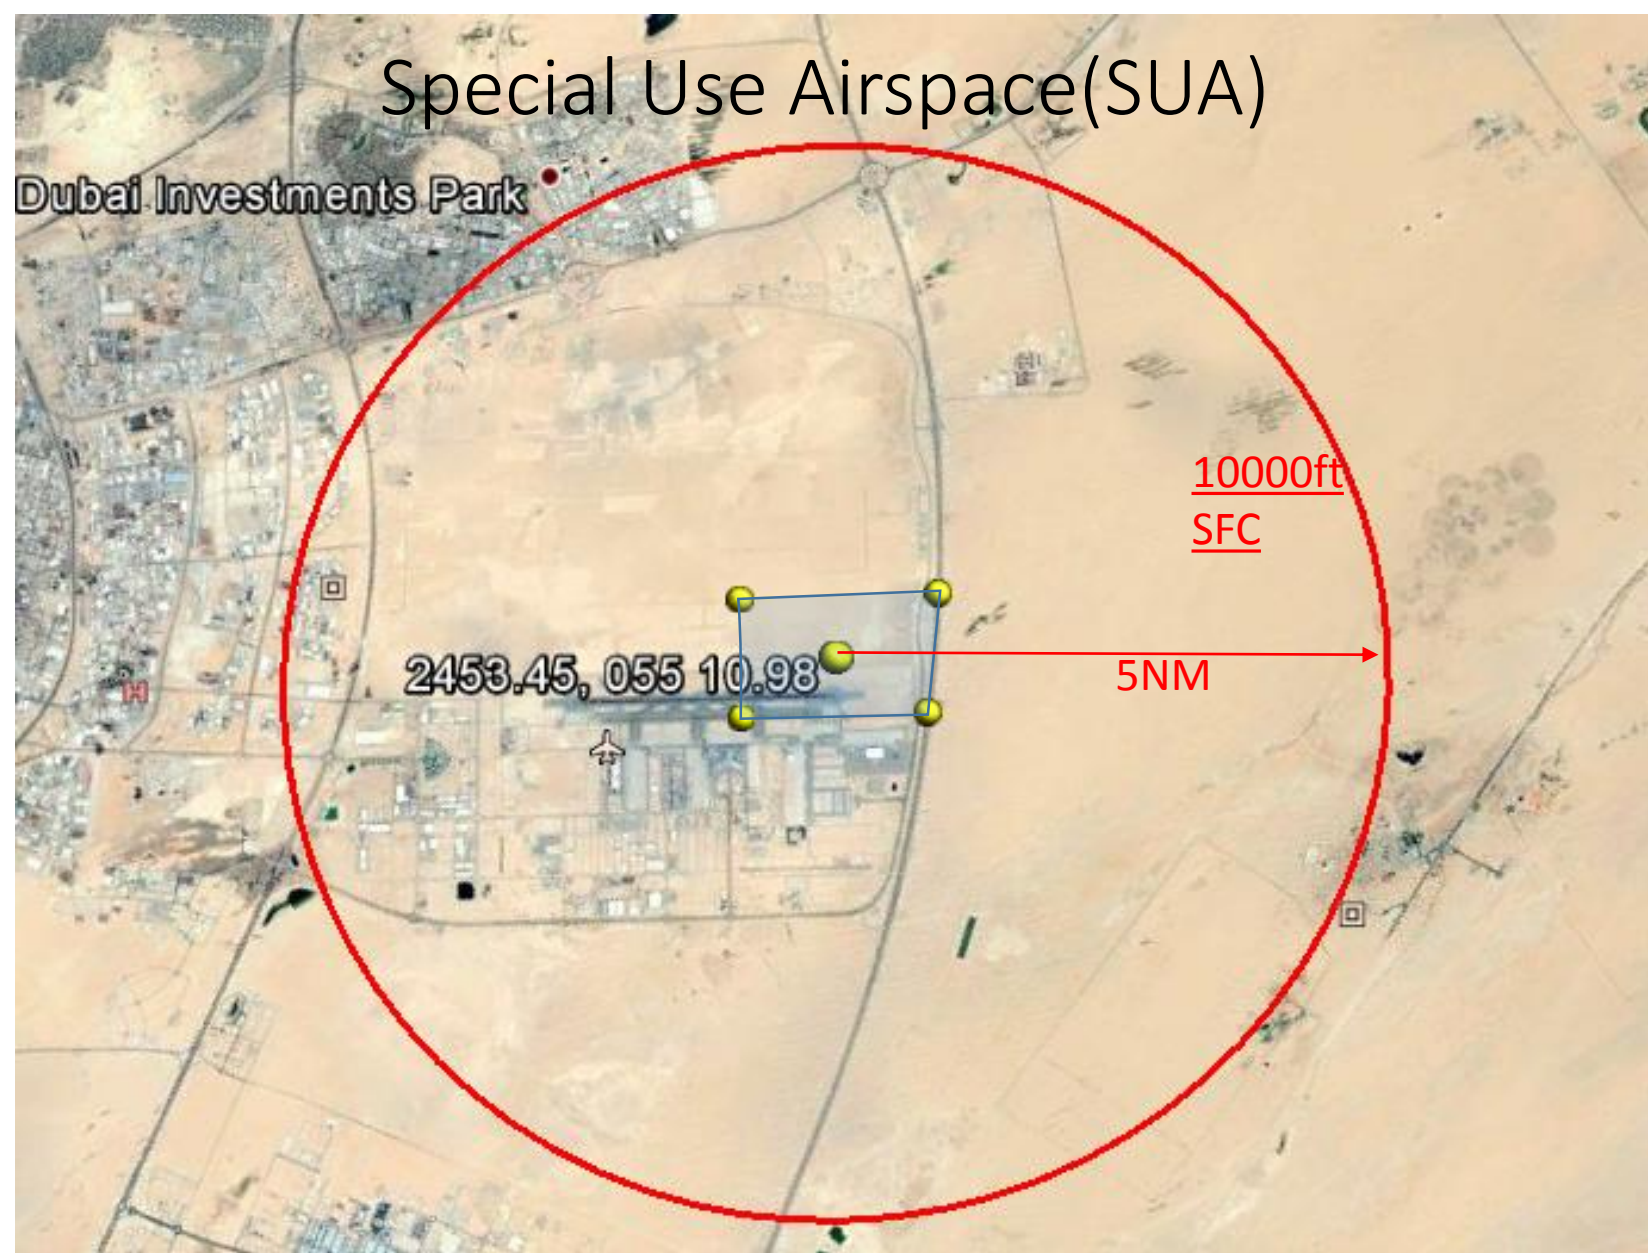 Special Use Airspace(SUA)
Dubai Investments Park
10000ft
SFC
2453.45, 055 10.98
5NM
H